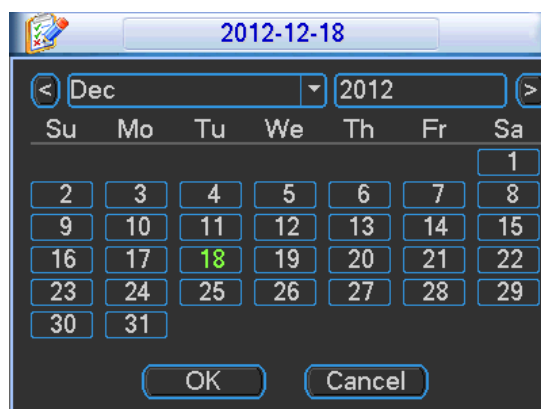 2012-12-18
< Dec 2012 >
Su Mo Tu We Th Fr Sa
1
2 3 4 5 6 7 8
9 10 11 12 13 14 15
16 17 18 19 20 21 22
23 24 25 26 27 28 29
30 31
OK Cancel